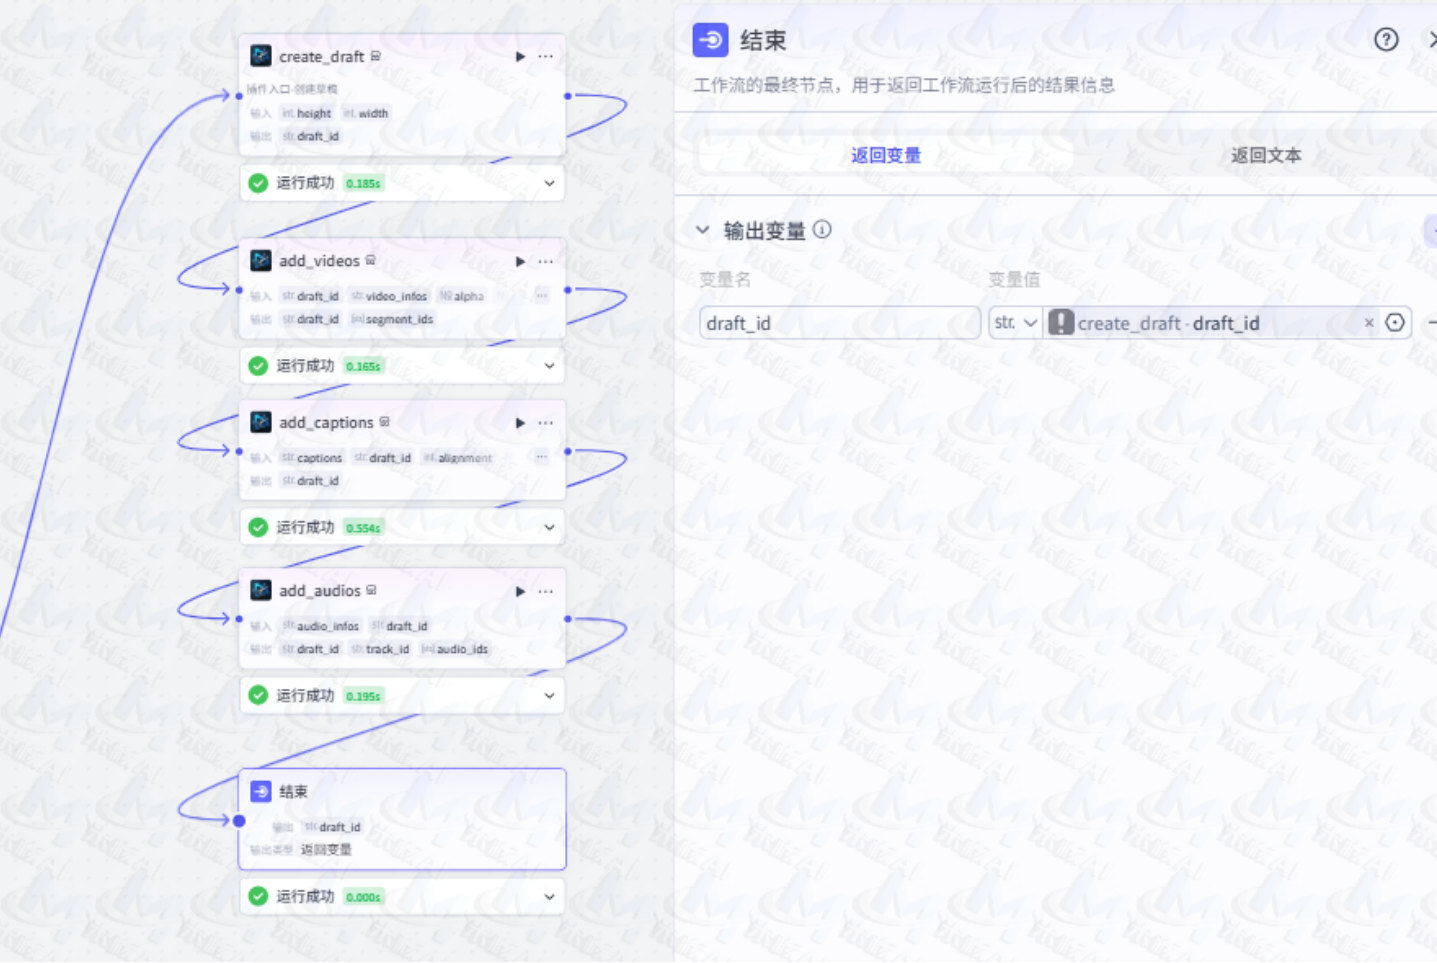 create_draft
插件入口-创建草稿
输入 int.height int.width
输出 str.draft_id
运行成功 0.185s
add_videos
输入 str.draft_id str.video_infos alpha ...
输出 str.draft_id segment_ids
运行成功 0.165s
add_captions
输入 str.captions str.draft_id int.alignment ...
输出 str.draft_id
运行成功 0.554s
add_audios
输入 str.audio_infos str.draft_id
输出 str.draft_id str.track_id audio_ids
运行成功 0.195s
结束
输出 str.draft_id
输出类型 返回变量
运行成功 0.000s
结束
工作流的最终节点，用于返回工作流运行后的结果信息
返回变量 返回文本
输出变量
变量名 变量值
draft_id str. create_draft · draft_id